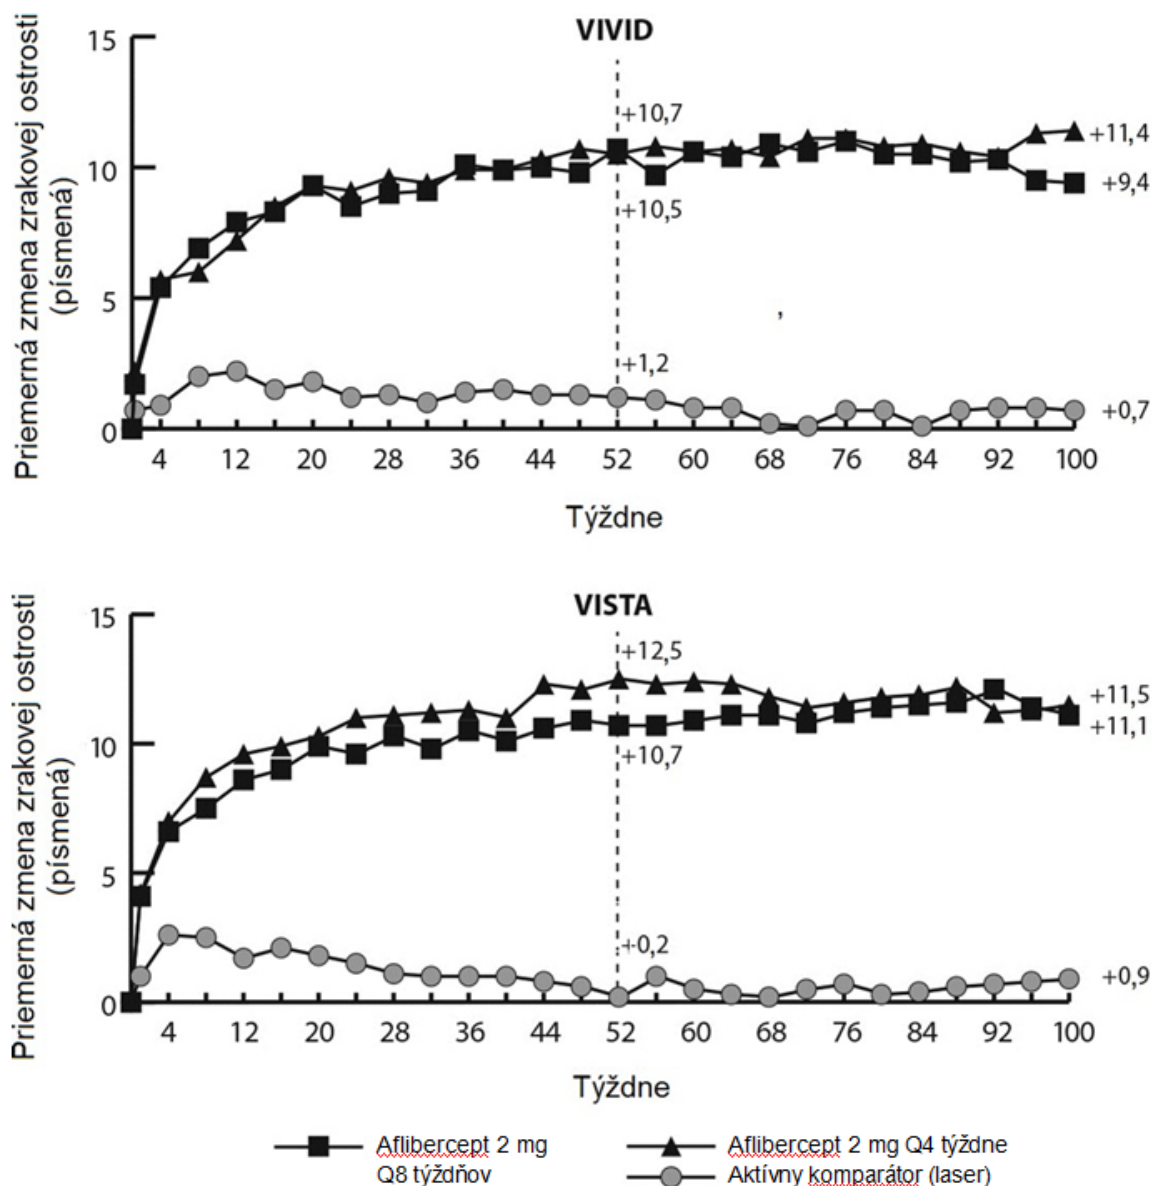 VIVID
Priemerná zmena zrakovej ostrosti
(písmená)
15
10
5
0
+10,7
+10,5
+1,2
+11,4
+9,4
+0,7
,
4 12 20 28 36 44 52 60 68 76 84 92 100
Týždne
VISTA
Priemerná zmena zrakovej ostrosti
(písmená)
15
10
5
0
+12,5
+10,7
+0,2
+11,5
+11,1
+0,9
4 12 20 28 36 44 52 60 68 76 84 92 100
Týždne
Aflibercept 2 mg
Q8 týždňov
Aflibercept 2 mg Q4 týždne
Aktívny komparátor (laser)